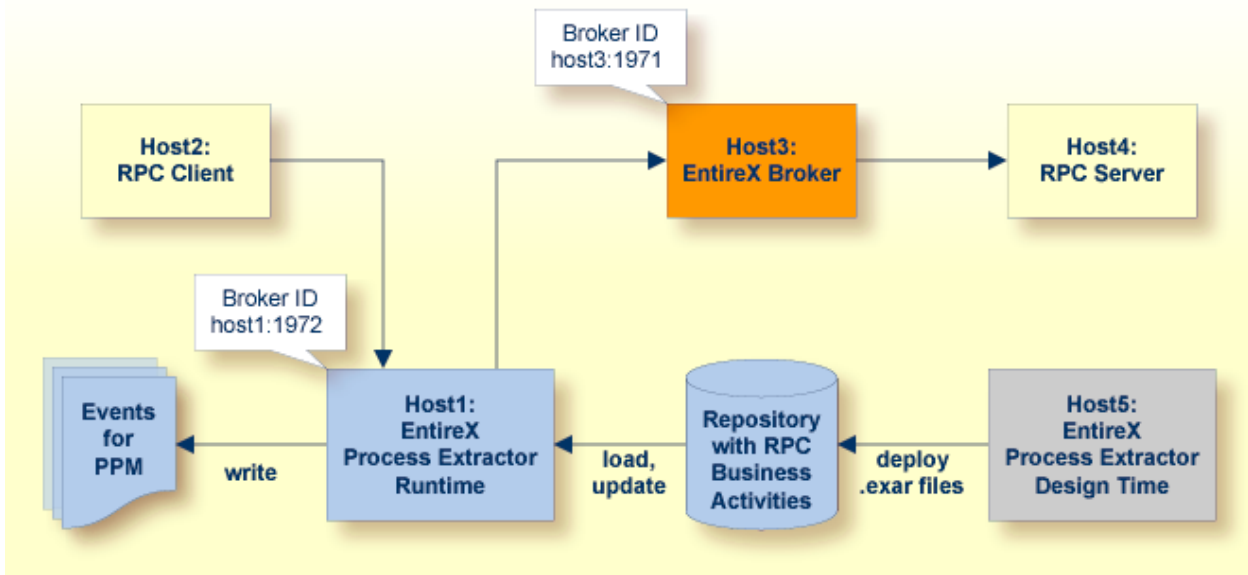 Broker ID
host3:1971
Host2:
RPC Client
Host3:
EntireX Broker
Host4:
RPC Server
Broker ID
host1:1972
Events
for
PPM
write
Host1:
EntireX
Process Extractor
Runtime
load,
update
Repository
with RPC
Business
Activities
deploy
.exar files
Host5:
EntireX
Process Extractor
Design Time